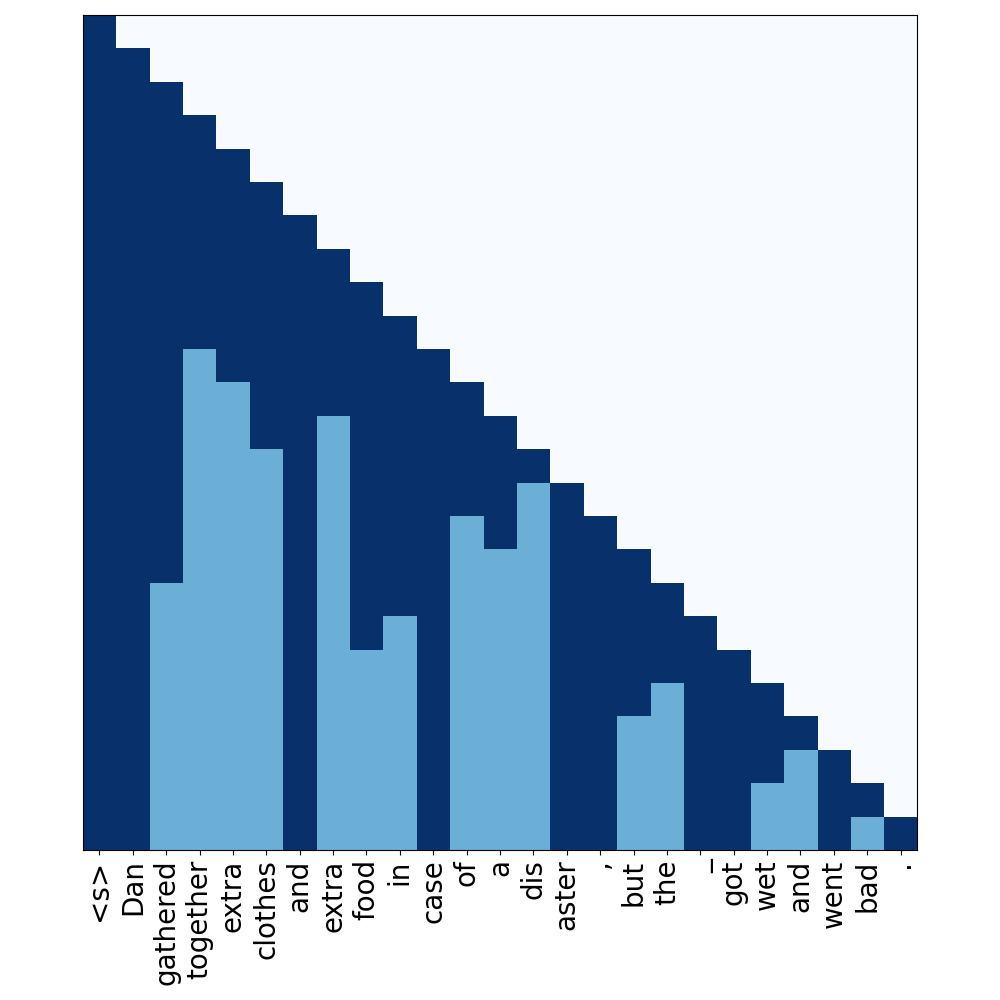 <s> Dan gathered together extra clothes and extra food in case of a dis aster , but the _ got wet and went bad .